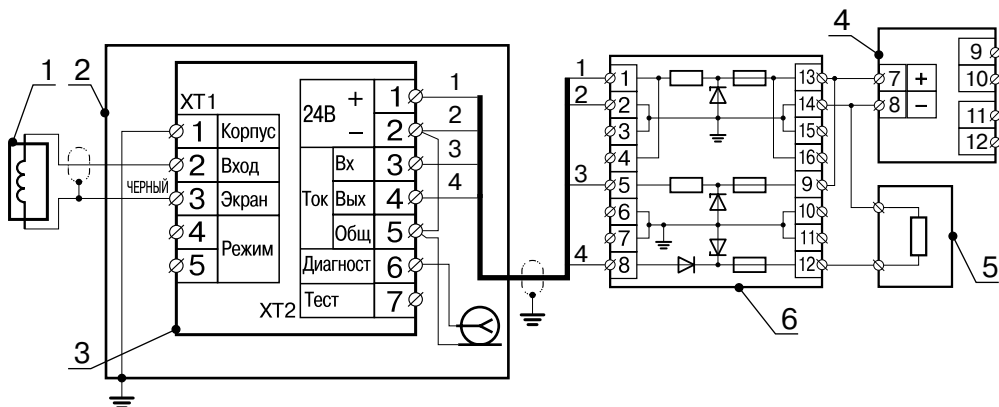 1
2
3
4
5
6
ХТ1
1 Корпус
2 Вход
ЧЕРНЫЙ
3 Экран
4
5
Режим
24В
+ 1
− 2
Ток
Вх 3
Вых 4
Общ 5
Диагност 6
Тест 7
ХТ2
1
2
3
4
1
2
3
4
1
2
3
4
5
6
7
8
13
14
15
16
9
10
11
12
7 +
8 −
9
10
11
12